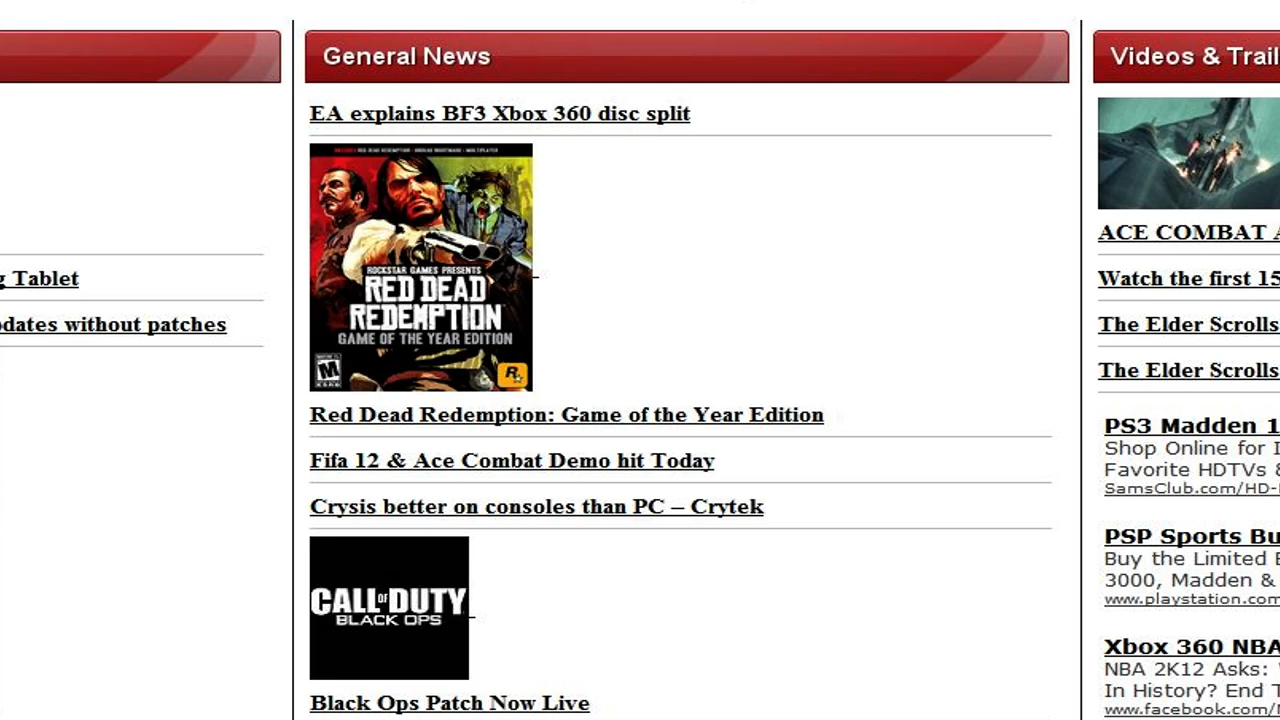 General News
Videos & Trail
EA explains BF3 Xbox 360 disc split
ROCKSTAR GAMES PRESENTS
RED DEAD
REDEMPTION
GAME OF THE YEAR EDITION
M
R
Red Dead Redemption: Game of the Year Edition
Fifa 12 & Ace Combat Demo hit Today
Crysis better on consoles than PC – Crytek
CALL OF DUTY
BLACK OPS
Black Ops Patch Now Live
g Tablet
dates without patches
ACE COMBAT A
Watch the first 15
The Elder Scrolls
The Elder Scrolls
PS3 Madden 1
Shop Online for
Favorite HDTVs &
SamsClub.com/HD-
PSP Sports Bu
Buy the Limited E
3000, Madden &
www.playstation.com
Xbox 360 NBA
NBA 2K12 Asks:
In History? End T
www.facebook.com/